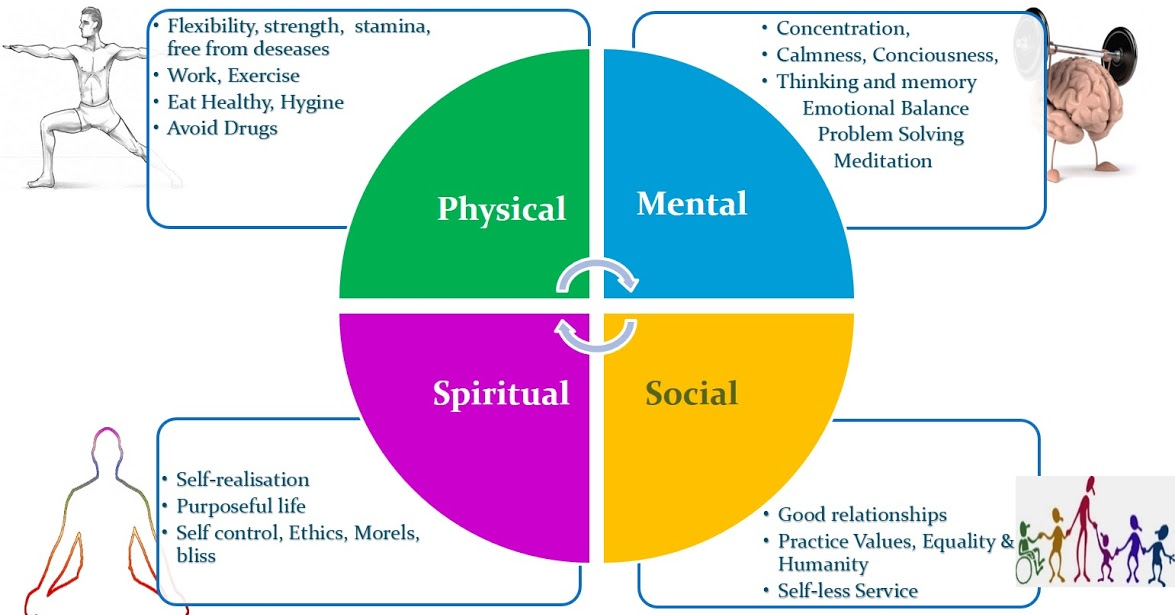 • Flexibility, strength, stamina,
free from deseases
• Work, Exercise
• Eat Healthy, Hygine
• Avoid Drugs
• Concentration,
• Calmness, Conciousness,
• Thinking and memory
Emotional Balance
Problem Solving
Meditation
Physical
Mental
Spiritual
Social
• Self-realisation
• Purposeful life
• Self control, Ethics, Morels,
bliss
• Good relationships
• Practice Values, Equality &
Humanity
• Self-less Service